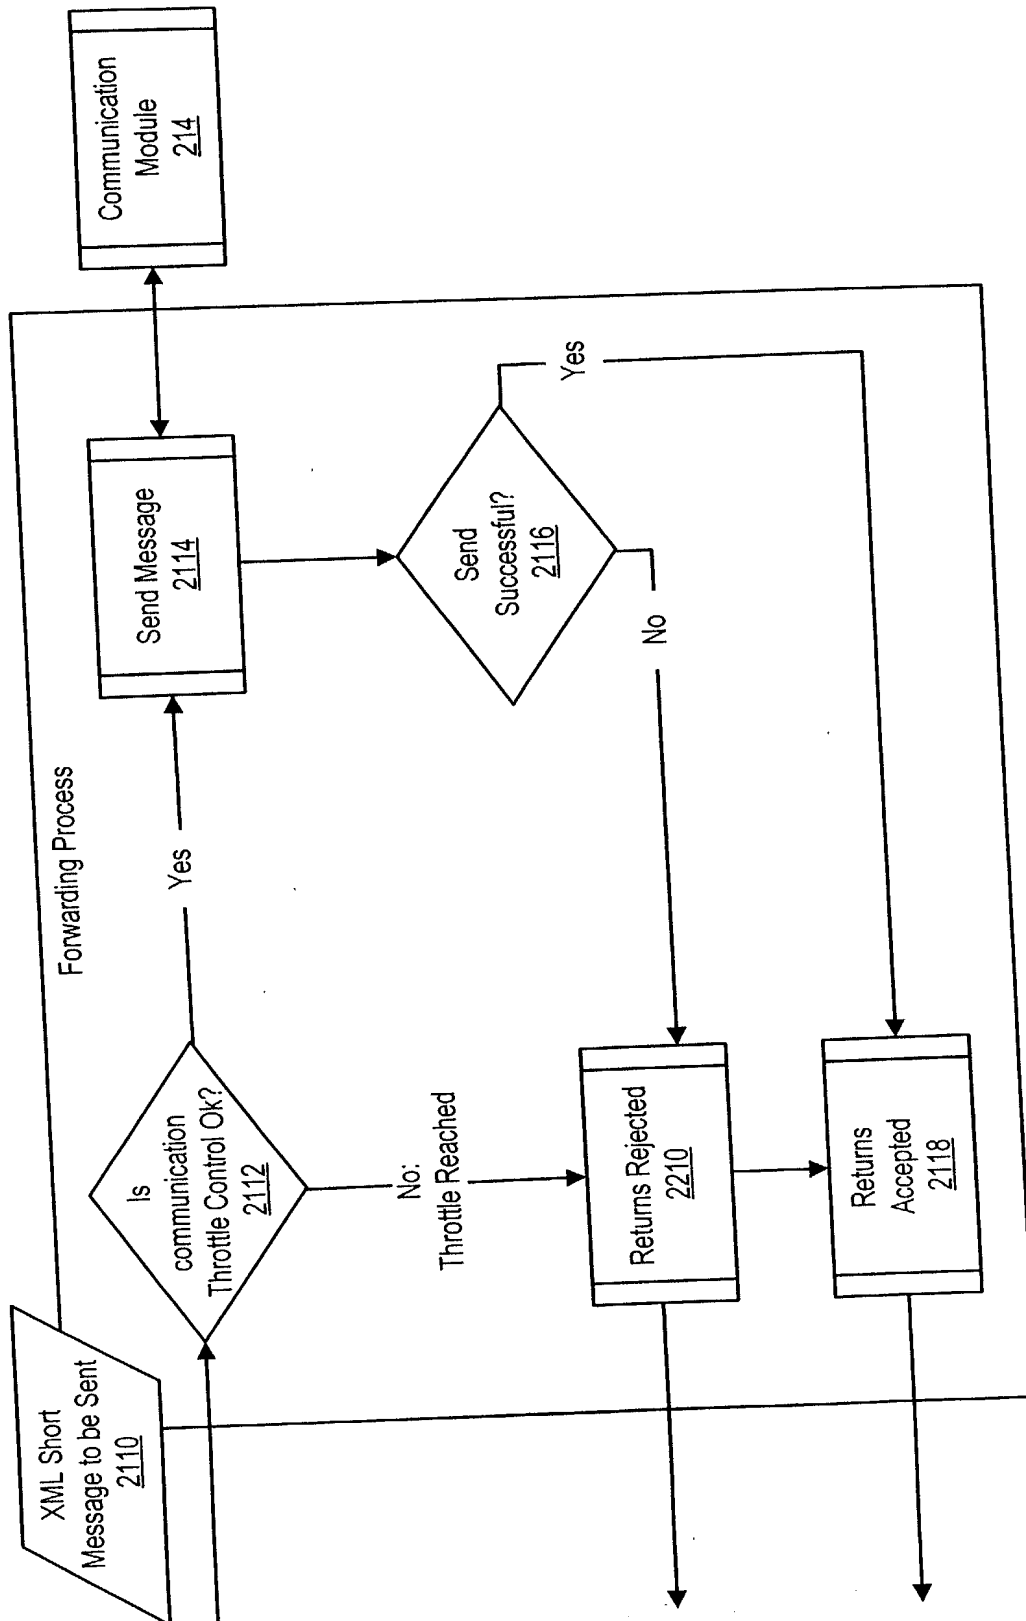 XML Short
Message to be Sent
2110
Forwarding Process
Is
communication
Throttle Control Ok?
2112
Yes
Send Message
2114
Communication
Module
214
No:
Throttle Reached
Send
Successful?
2116
No
Yes
Returns Rejected
2210
Returns
Accepted
2118